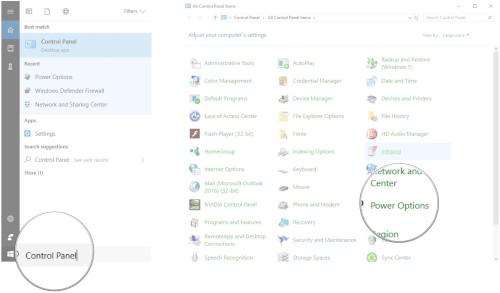 Filters
Best match
Control Panel
Desktop app
Recent
Power Options
Windows Defender Firewall
Network and Sharing Center
Apps
Settings
Search suggestions
Control Panel - See web results
Store (1)
Control Panel
All Control Panel Items
Control Panel All Control Panel Items
Search Control Panel
Adjust your computer's settings
View by: Large icons
Administrative Tools
AutoPlay
Backup and Restore
(Windows 7)
Color Management
Credential Manager
Date and Time
Default Programs
Device Manager
Devices and Printers
Ease of Access Center
File Explorer Options
File History
Flash Player (32-bit)
Fonts
HD Audio Manager
HomeGroup
Indexing Options
Infrared
Internet Options
Keyboard
Network and
Center
Mail (Microsoft Outlook
2016) (32-bit)
Mouse
Power Options
NVIDIA Control Panel
Phone and Modem
Programs and Features
Recovery
Region
RemoteApp and Desktop
Connections
Security and Maintenance
Speech Recognition
Storage Spaces
Sync Center